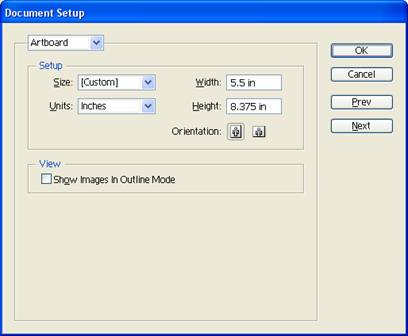 Document Setup
Artboard
OK
Cancel
Prev
Next
Setup
Size: [Custom] Width: 5.5 in
Units: Inches Height: 8.375 in
Orientation:
View
Show Images In Outline Mode